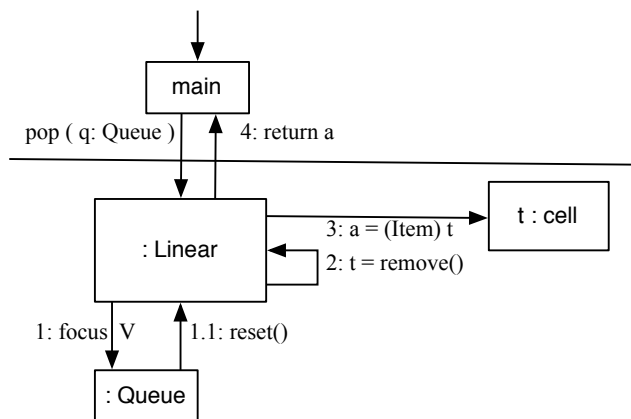 main
pop ( q: Queue )
4: return a
: Linear
t : cell
3: a = (Item) t
2: t = remove()
1: focus V
1.1: reset()
: Queue